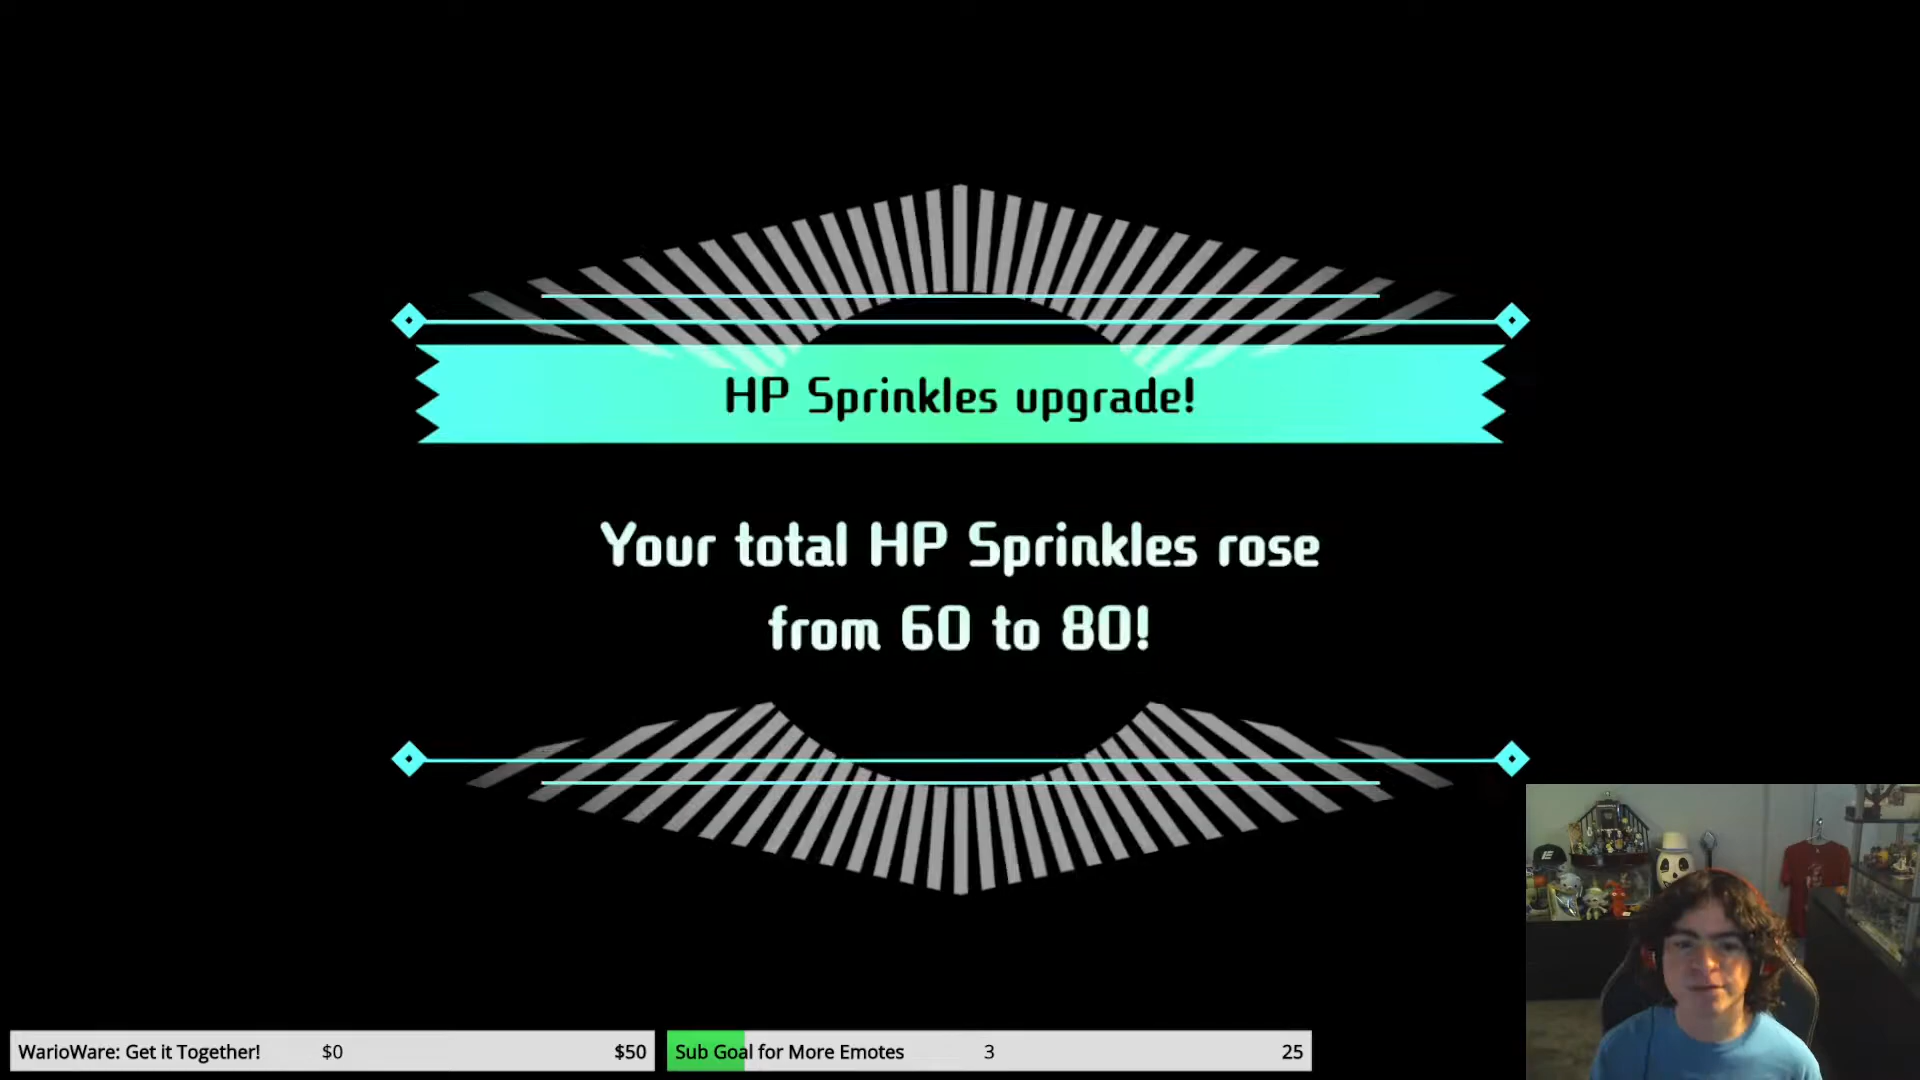 HP Sprinkles upgrade!
Your total HP Sprinkles rose
from 60 to 80!
WarioWare: Get it Together! $0 $50
Sub Goal for More Emotes 3 25